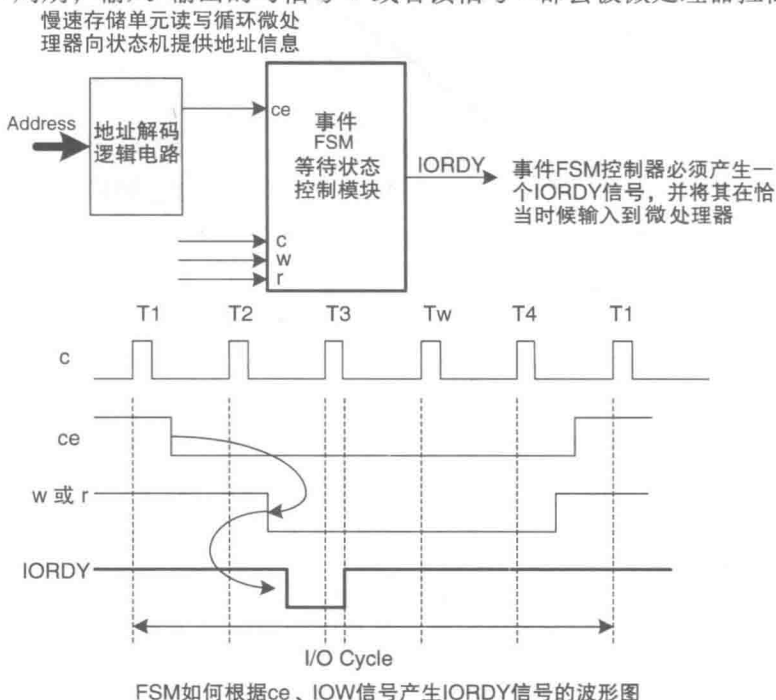 慢速存储单元读写循环微处
理器向状态机提供地址信息
Address
地址解码
逻辑电路
ce
事件
FSM
等待状态
控制模块
IORDY
事件FSM控制器必须产生一
个IORDY信号，并将其在恰
当时候输入到微处理器
c
w
r
T1 T2 T3 Tw T4 T1
c
ce
w 或 r
IORDY
I/O Cycle
FSM如何根据ce、IOW信号产生IORDY信号的波形图